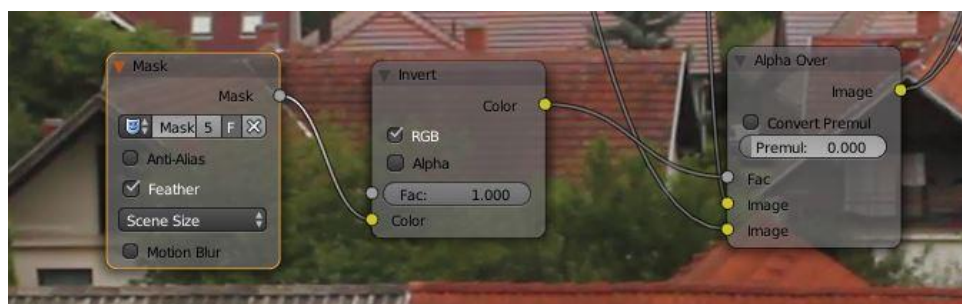 Mask
Mask
Mask 5 F
Anti-Alias
Feather
Scene Size
Motion Blur
Invert
Color
RGB
Alpha
Fac: 1.000
Color
Alpha Over
Image
Convert Premul
Premul: 0.000
Fac
Image
Image